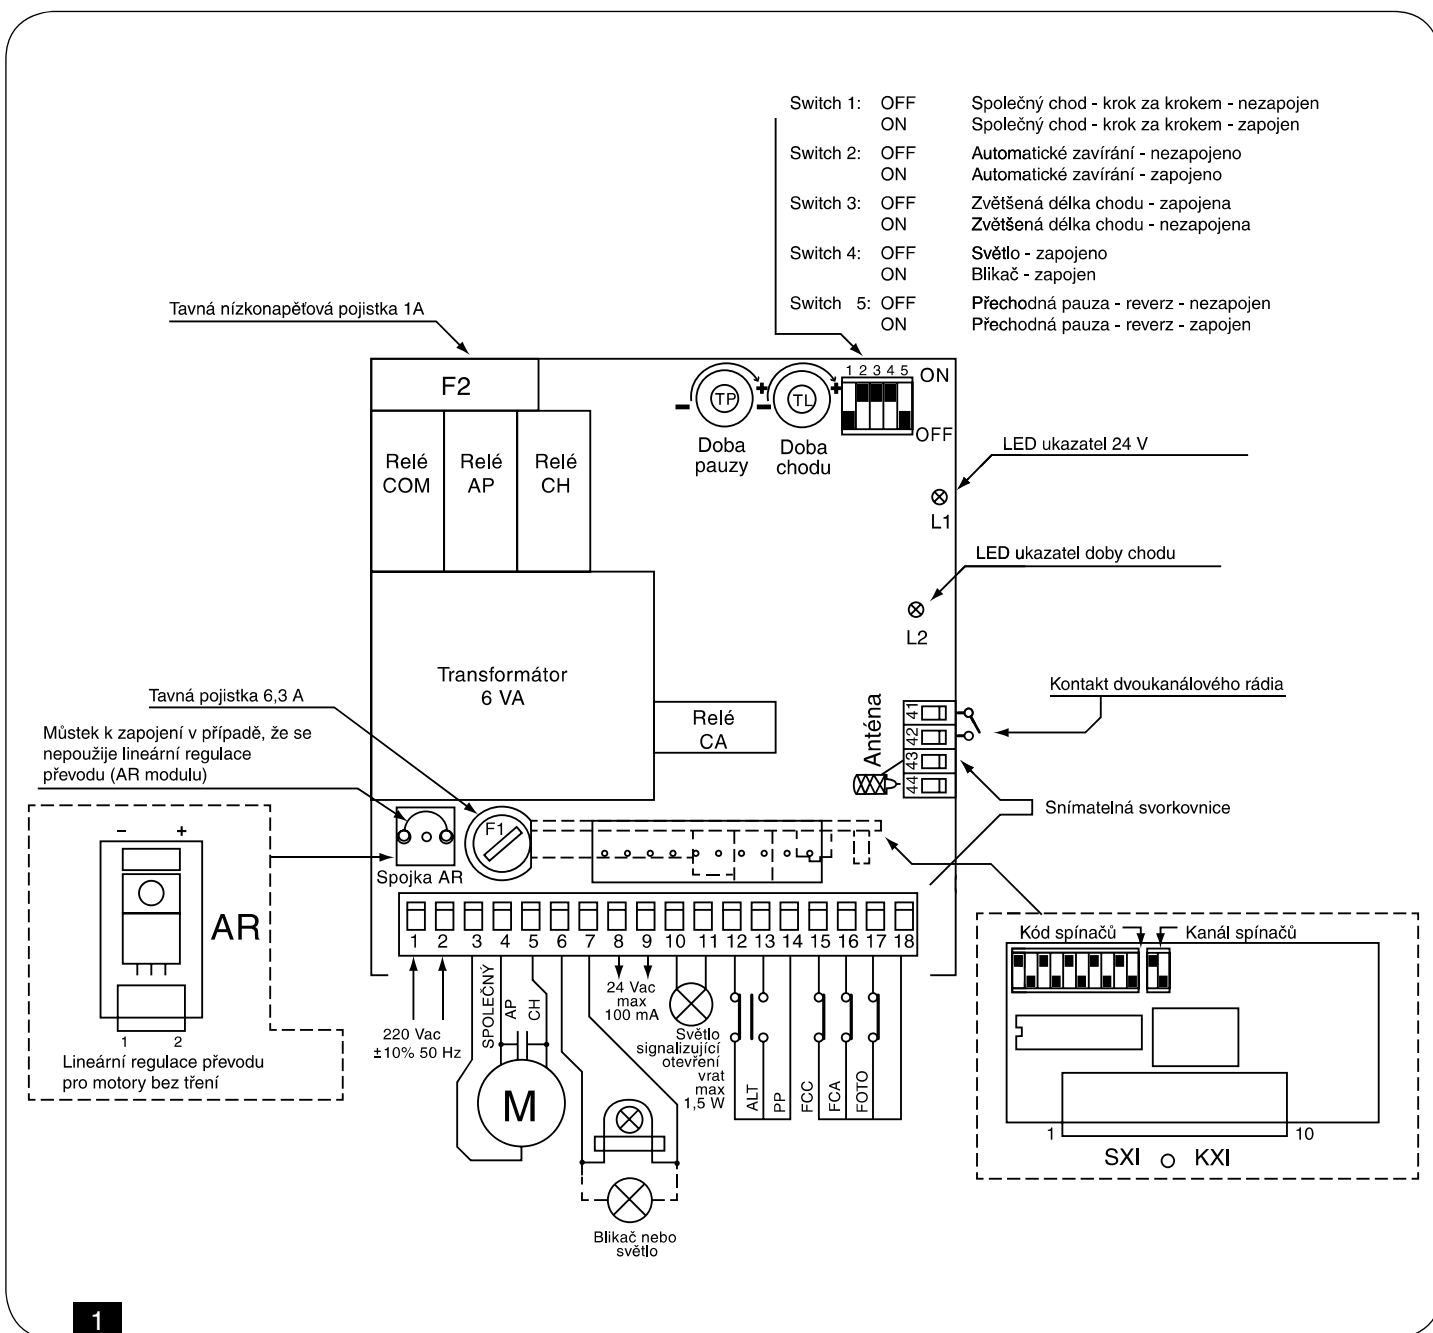 Switch 1: OFF Společný chod - krok za krokem - nezapojen
ON Společný chod - krok za krokem - zapojen
Switch 2: OFF Automatické zavírání - nezapojeno
ON Automatické zavírání - zapojeno
Switch 3: OFF Zvětšená délka chodu - zapojena
ON Zvětšená délka chodu - nezapojena
Switch 4: OFF Světlo - zapojeno
ON Blikač - zapojen
Switch 5: OFF Přechodná pauza - reverz - nezapojen
ON Přechodná pauza - reverz - zapojen
Tavná nízkonapěťová pojistka 1A
F2
1 2 3 4 5 ON
OFF
- TP +
- TL +
Doba
pauzy
Doba
chodu
Relé
COM
Relé
AP
Relé
CH
LED ukazatel 24 V
L1
LED ukazatel doby chodu
L2
Transformátor
6 VA
Relé
CA
Anténa
41
42
43
44
Kontakt dvoukanálového rádia
Snímatelná svorkovnice
Tavná pojistka 6,3 A
Můstek k zapojení v případě, že se
nepoužije lineární regulace
převodu (AR modulu)
F1
Spojka AR
- +
AR
1 2
Lineární regulace převodu
pro motory bez tření
1 2 3 4 5 6 7 8 9 10 11 12 13 14 15 16 17 18
220 Vac
±10% 50 Hz
SPOLEČNÝ
AP
CH
M
24 Vac
max
100 mA
Světlo
signalizující
otevření
vrat
max
1,5 W
ALT
PP
FCC
FCA
FOTO
Blikač nebo
světlo
Kód spínačů
Kanál spínačů
1 10
SXI o KXI
1